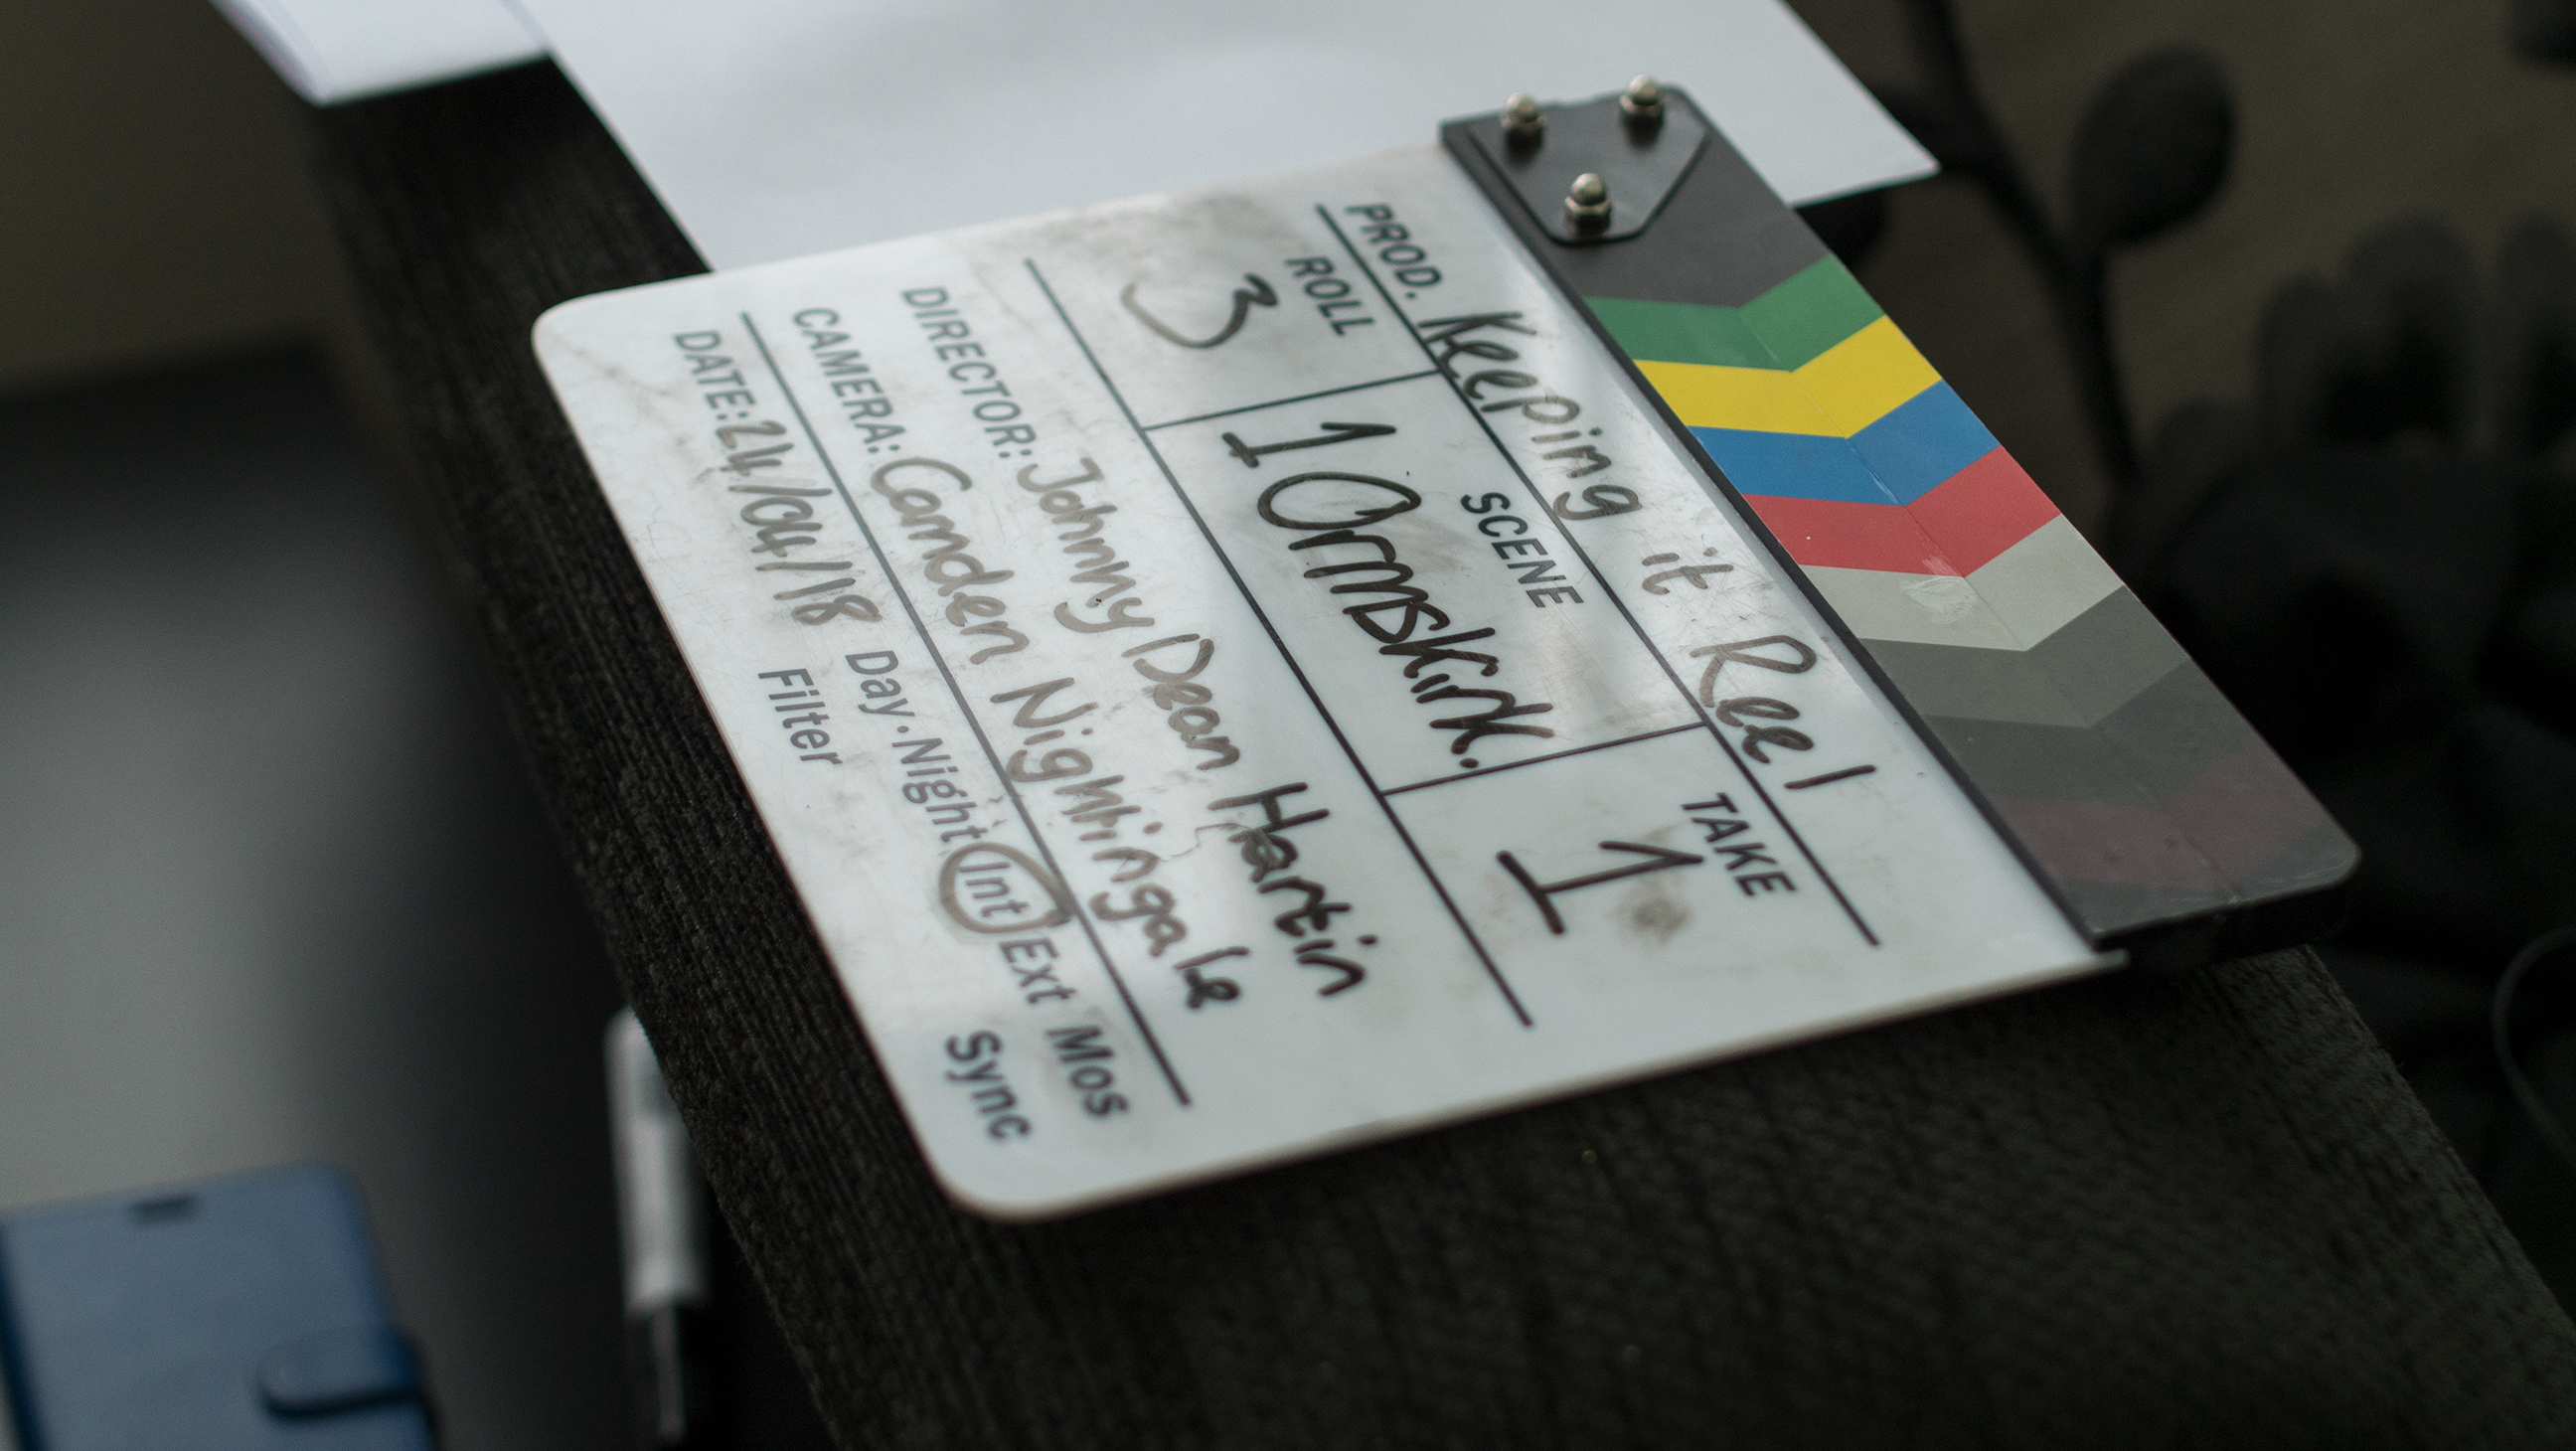 PROD. Keeping it Reel
ROLL SCENE TAKE
3 1 Ormskirk. 1
DIRECTOR: Johnny Dean Hartin
CAMERA: Camden Nightingale
DATE: 24/04/18 Day. Night Int Ext Mos
Filter Sync